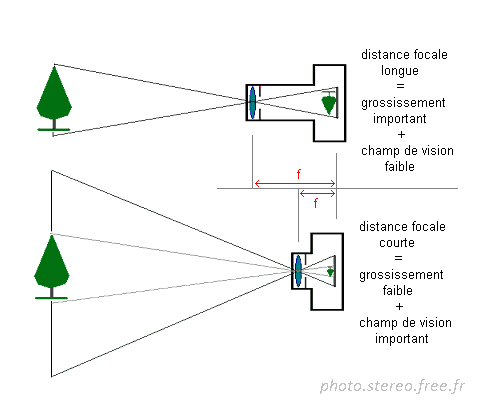 distance focale
longue
=
grossissement
important
+
champ de vision
faible
f
f
distance focale
courte
=
grossissement
faible
+
champ de vision
important
photo.stereo.free.fr